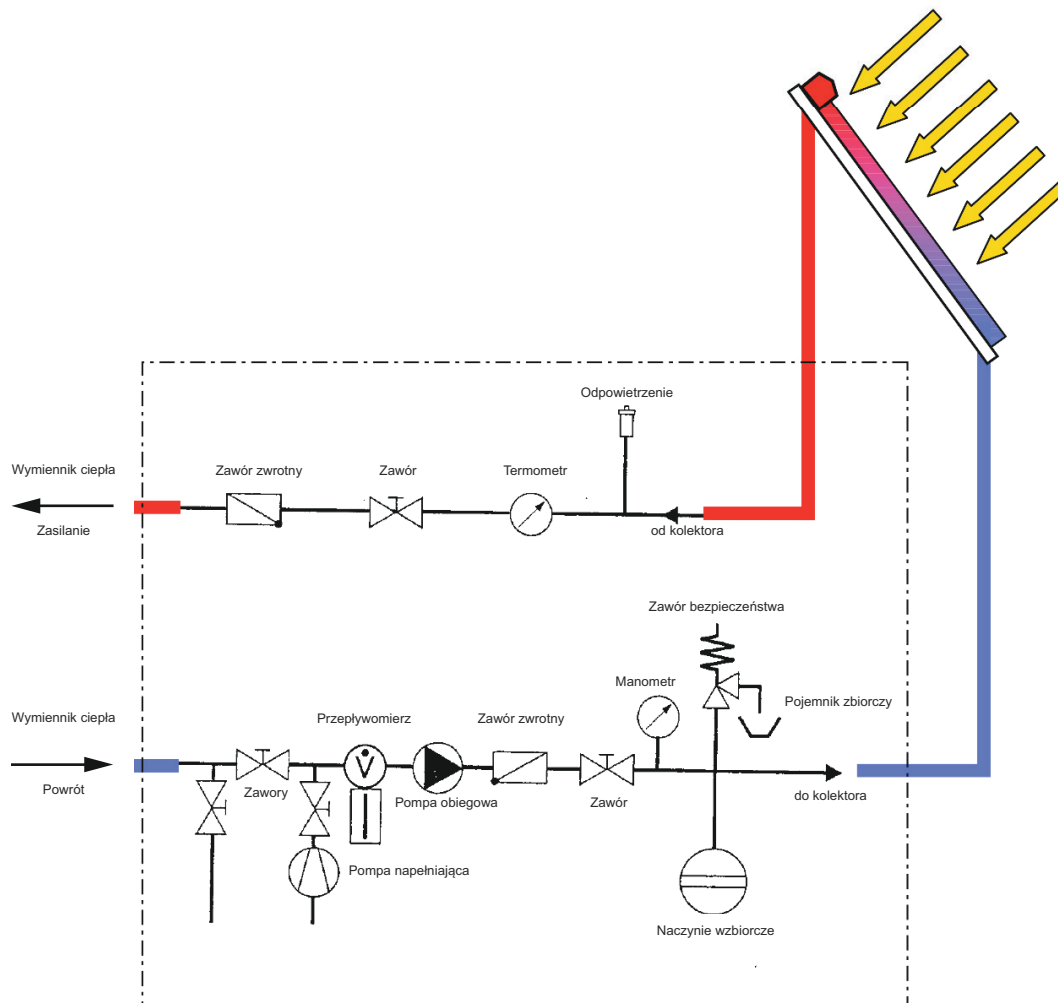 Odpowietrzenie
Wymiennik ciepła
Zawór zwrotny
Zawór
Termometr
Zasilanie
od kolektora
Zawór bezpieczeństwa
Manometr
Pojemnik zbiorczy
Wymiennik ciepła
Przepływomierz
Zawór zwrotny
V
Powrót
Zawory
Pompa obiegowa
Zawór
do kolektora
Pompa napełniająca
Naczynie wzbiorcze